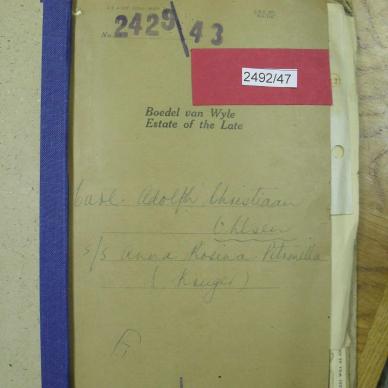 No. 2429/43
2492/47
Boedel van Wyle
Estate of the Late
Carl Adolph Christiaan
Ohlsen
s/s Anna Rosina Petronella
(Kruger)